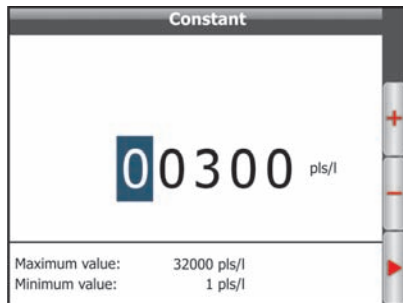 Constant
00300 pls/l
+
−
Maximum value: 32000 pls/l
Minimum value: 1 pls/l